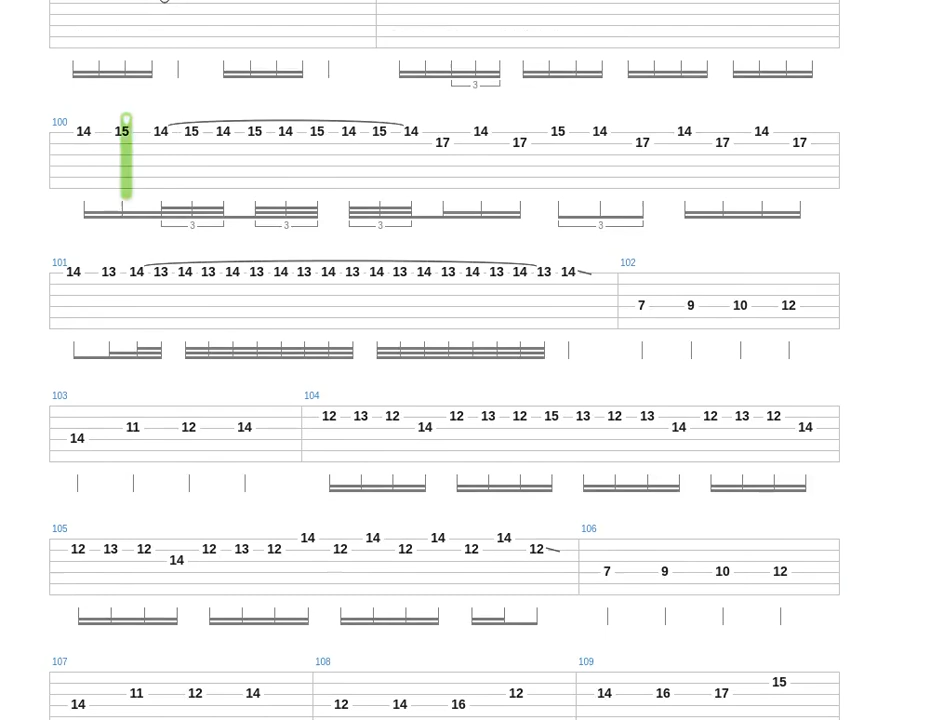 3
100
14 15 14 15 14 15 14 15 14 15 14 17 14 17 15 14 17 14 17 14 17
3 3 3 3
101 102
14 13 14 13 14 13 14 13 14 13 14 13 14 13 14 13 14 13 14 13 14 7 9 10 12
103 104
14 11 12 14 12 13 12 14 12 13 12 15 13 12 13 14 12 13 12 14
105 106
12 13 12 14 12 13 12 14 12 14 12 14 12 14 12 7 9 10 12
107 108 109
14 11 12 14 12 14 16 12 14 16 17 15